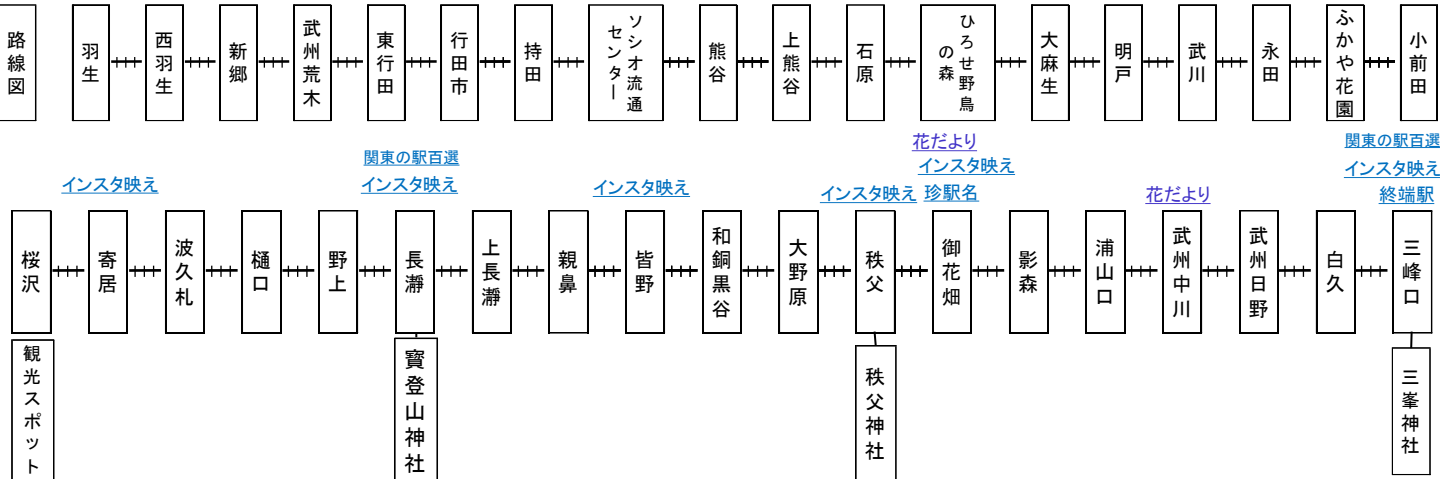 路線図
羽生
西羽生
新郷
武州荒木
東行田
行田市
持田
ソシオ流通
センター
熊谷
上熊谷
石原
ひろせ野鳥
の森
大麻生
明戸
武川
永田
ふかや花園
小前田
花だより
関東の駅百選
関東の駅百選
インスタ映え
インスタ映え
インスタ映え
インスタ映え
インスタ映え
インスタ映え
珍駅名
花だより
インスタ映え
終端駅
桜沢
寄居
波久礼
樋口
野上
長瀞
上長瀞
親鼻
皆野
和銅黒谷
大野原
秩父
御花畑
影森
浦山口
武州中川
武州日野
白久
三峰口
観光スポット
寳登山神社
秩父神社
三峯神社